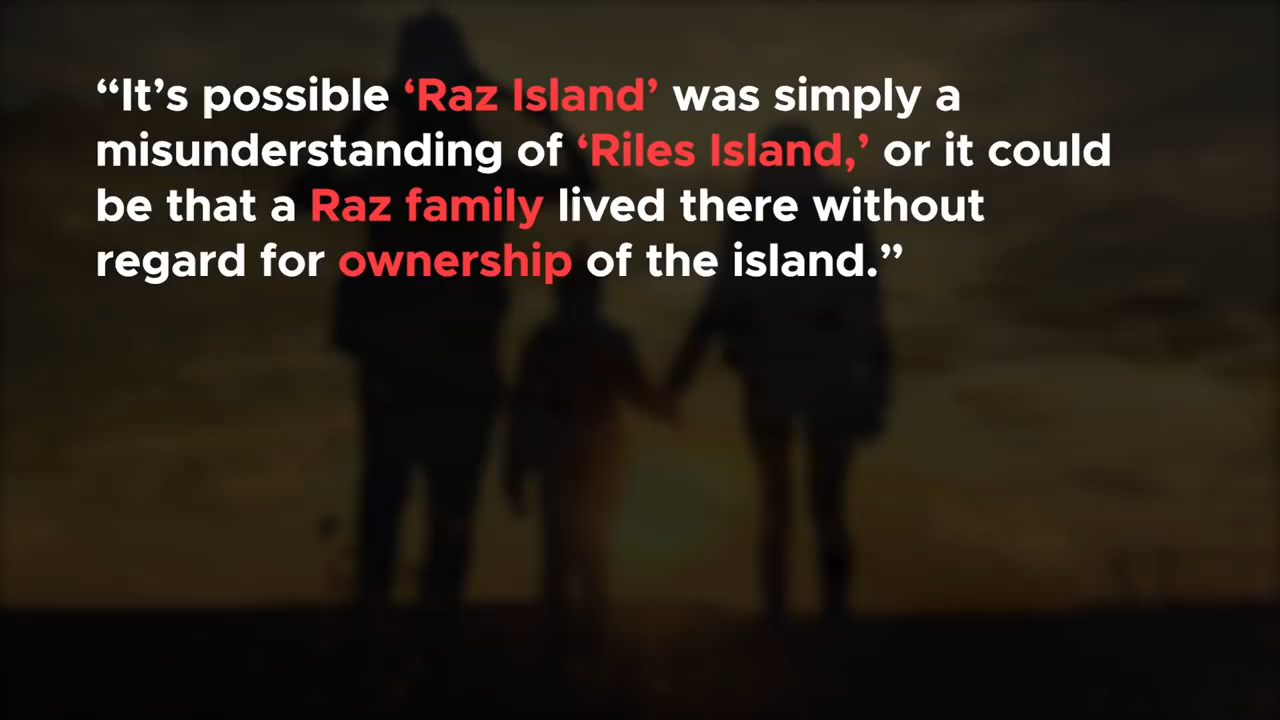 “It’s possible ‘Raz Island’ was simply a
misunderstanding of ‘Riles Island,’ or it could
be that a Raz family lived there without
regard for ownership of the island.”